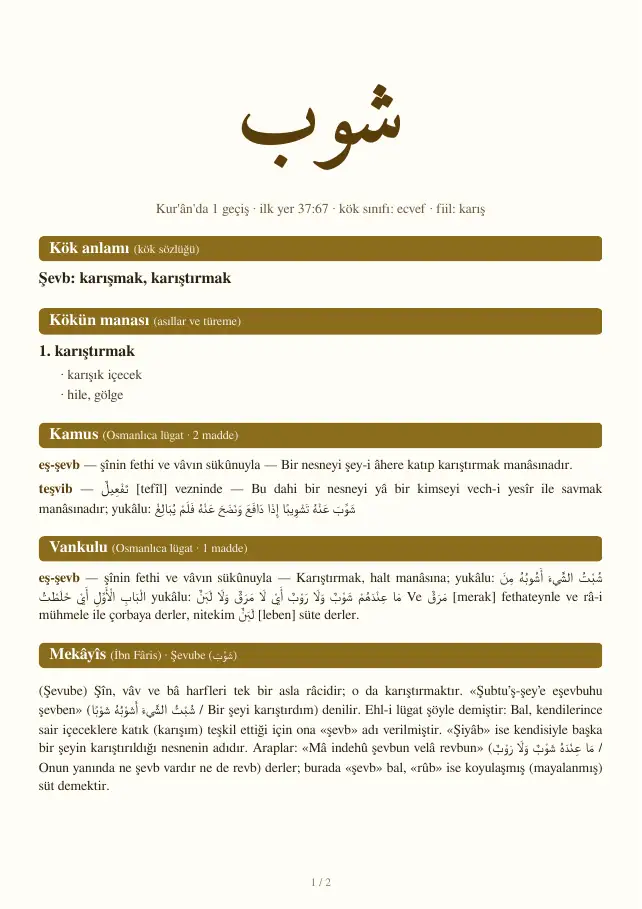 شوب
Kur'ân'da 1 geçiş · ilk yer 37:67 · kök sınıfı: ecvef · fiil: karış
Kök anlamı (kök sözlüğü)
Şevb: karışmak, karıştırmak
Kökün manası (asıllar ve türeme)
1. karıştırmak
· karışık içecek
· hile, gölge
Kamus (Osmanlıca lügat · 2 madde)
eş-şevb — şînin fethi ve vâvın sükûnuyla — Bir nesneyi şey-i âhere katıp karıştırmak manâsınadır.
teşvib — تَفْعِيلٌ [tefîl] vezninde — Bu dahi bir nesneyi yâ bir kimseyi vech-i yesîr ile savmak
manâsınadır; yukâlu: شَوَّبَ عَنْهُ تَشْوِيبًا إِذَا دَافَعَ وَنَضَحَ عَنْهُ فَلَمْ يُبَالِغْ
Vankulu (Osmanlıca lügat · 1 madde)
eş-şevb — şînin fethi ve vâvın sükûnuyla — Karıştırmak, halt manâsına; yukâlu: شُبْتُ الشَّيْءَ أَشُوبُهُ مِنَ
الْبَابِ الْأَوَّلِ أَيْ خَلَطْتُ yukâlu: مَا عِنْدَهُمْ شَوْبٌ وَلَا رَوْبٌ أَيْ لَا مَرَقٌ وَلَا لَبَنٌ Ve مَرَقٌ [merak] fethateynle ve râ-i
mühmele ile çorbaya derler, nitekim لَبَنٌ [leben] süte derler.
Mekâyîs (İbn Fâris) · Şevube (شَوَبَ)
(Şevube) Şîn, vâv ve bâ harfleri tek bir asla râcidir; o da karıştırmaktır. «Şubtu’ş-şey’e eşevbuhu
şevben» (شُبْتُ الشَّيْءَ أَشُوبُهُ شَوْبًا / Bir şeyi karıştırdım) denilir. Ehl-i lügat şöyle demiştir: Bal, kendilerince
sair içeceklere katık (karışım) teşkil ettiği için ona «şevb» adı verilmiştir. «Şiyâb» ise kendisiyle başka
bir şeyin karıştırıldığı nesnenin adıdır. Araplar: «Mâ indehû şevbun velâ revbun» (مَا عِنْدَهُ شَوْبٌ وَلَا رَوْبٌ /
Onun yanında ne şevb vardır ne de revb) derler; burada «şevb» bal, «rûb» ise koyulaşmış (mayalanmış)
süt demektir.
1 / 2